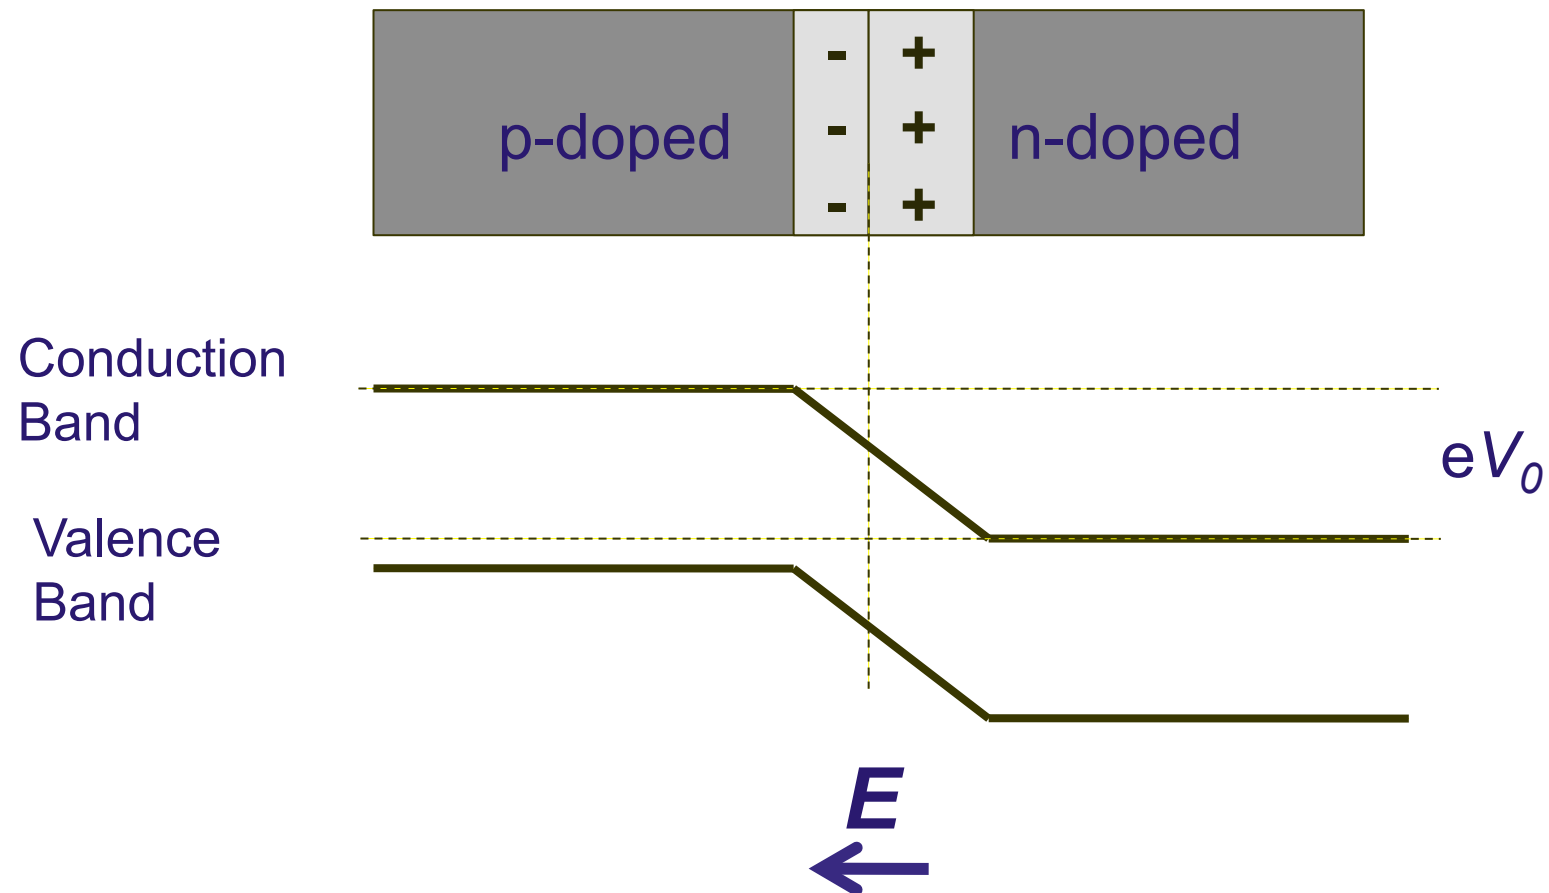 - +
p-doped - + n-doped
- +
Conduction
Band
eV₀
Valence
Band
E